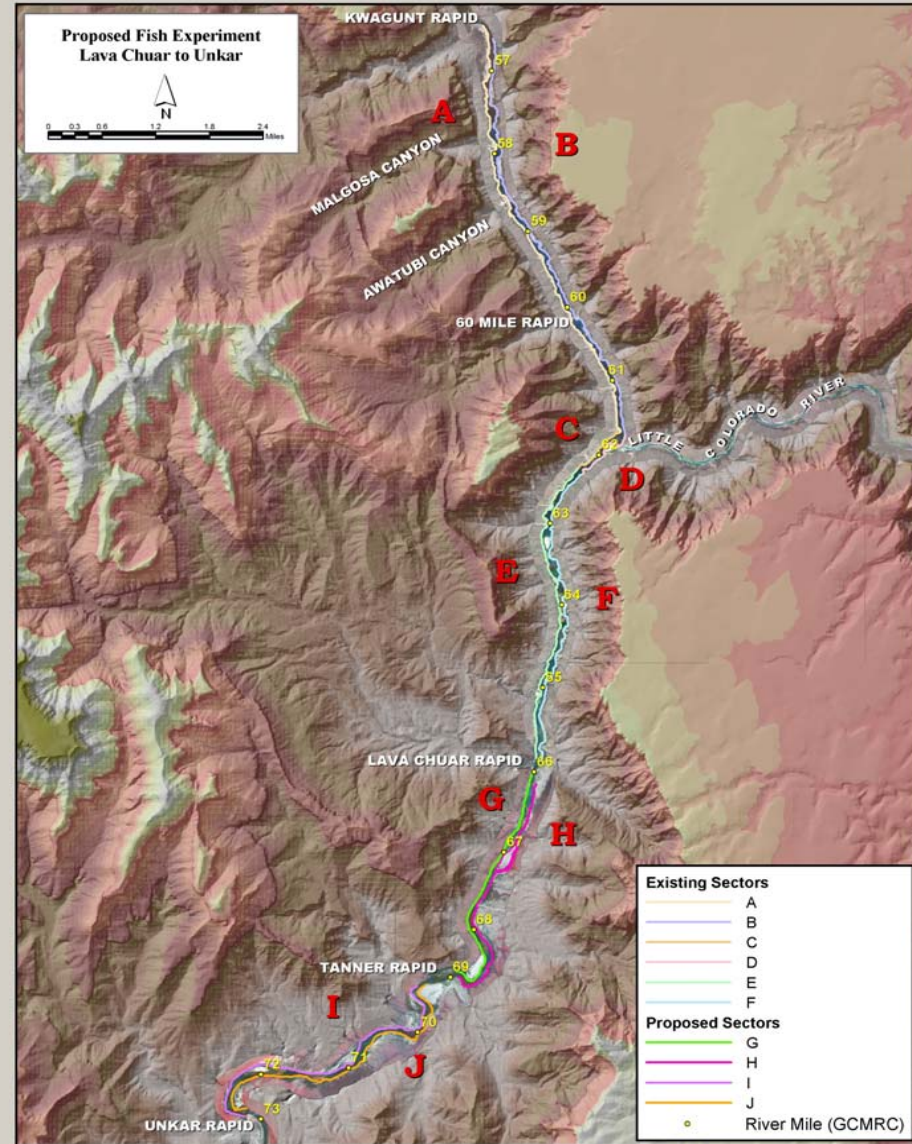 KWAGUNT RAPID
Proposed Fish Experiment
Lava Chuar to Unkar
N
0 0.3 0.6 1.2 1.8 2.4
Miles
57
A
B
58
MALGOSA CANYON
59
AWATUBI CANYON
60
60 MILE RAPID
61
C
62
LITTLE COLORADO RIVER
D
63
E
F
64
65
LAVA CHUAR RAPID
66
G
H
67
68
TANNER RAPID
69
I
70
J
71
72
73
UNKAR RAPID
Existing Sectors
A
B
C
D
E
F
Proposed Sectors
G
H
I
J
River Mile (GCMRC)